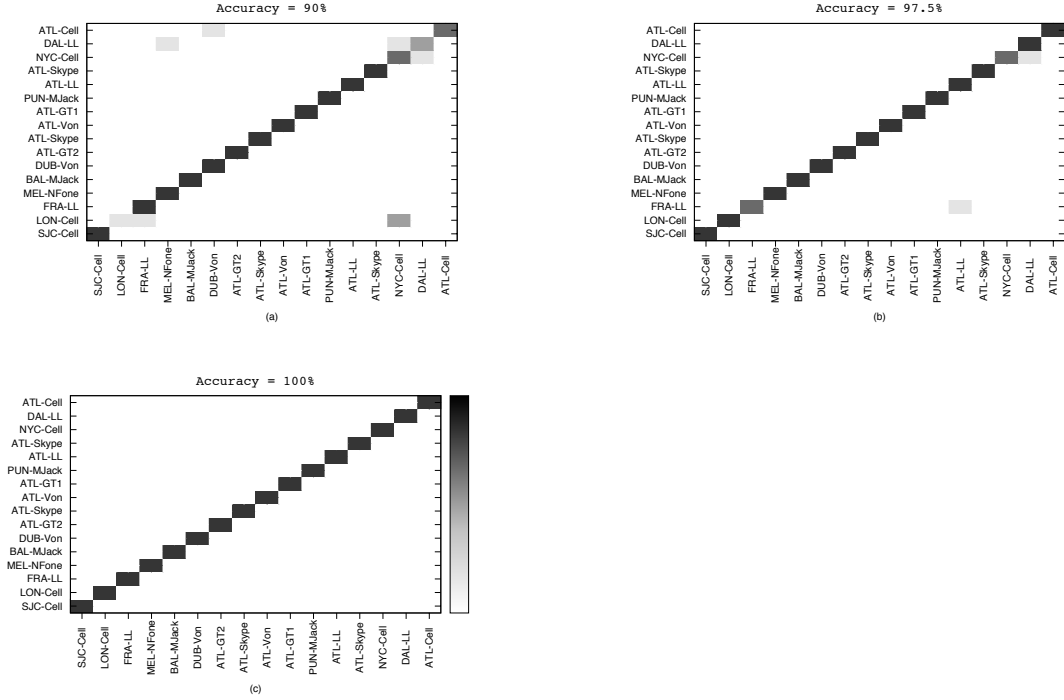 Accuracy = 90%
ATL-Cell
DAL-LL
NYC-Cell
ATL-Skype
ATL-LL
PUN-MJack
ATL-GT1
ATL-Von
ATL-Skype
ATL-GT2
DUB-Von
BAL-MJack
MEL-NFone
FRA-LL
LON-Cell
SJC-Cell
SJC-Cell
LON-Cell
FRA-LL
MEL-NFone
BAL-MJack
DUB-Von
ATL-GT2
ATL-Skype
ATL-Von
ATL-GT1
PUN-MJack
ATL-LL
ATL-Skype
NYC-Cell
DAL-LL
ATL-Cell
(a)
Accuracy = 97.5%
ATL-Cell
DAL-LL
NYC-Cell
ATL-Skype
ATL-LL
PUN-MJack
ATL-GT1
ATL-Von
ATL-Skype
ATL-GT2
DUB-Von
BAL-MJack
MEL-NFone
FRA-LL
LON-Cell
SJC-Cell
SJC-Cell
LON-Cell
FRA-LL
MEL-NFone
BAL-MJack
DUB-Von
ATL-GT2
ATL-Skype
ATL-Von
ATL-GT1
PUN-MJack
ATL-LL
ATL-Skype
NYC-Cell
DAL-LL
ATL-Cell
(b)
Accuracy = 100%
ATL-Cell
DAL-LL
NYC-Cell
ATL-Skype
ATL-LL
PUN-MJack
ATL-GT1
ATL-Von
ATL-Skype
ATL-GT2
DUB-Von
BAL-MJack
MEL-NFone
FRA-LL
LON-Cell
SJC-Cell
SJC-Cell
LON-Cell
FRA-LL
MEL-NFone
BAL-MJack
DUB-Von
ATL-GT2
ATL-Skype
ATL-Von
ATL-GT1
PUN-MJack
ATL-LL
ATL-Skype
NYC-Cell
DAL-LL
ATL-Cell
(c)